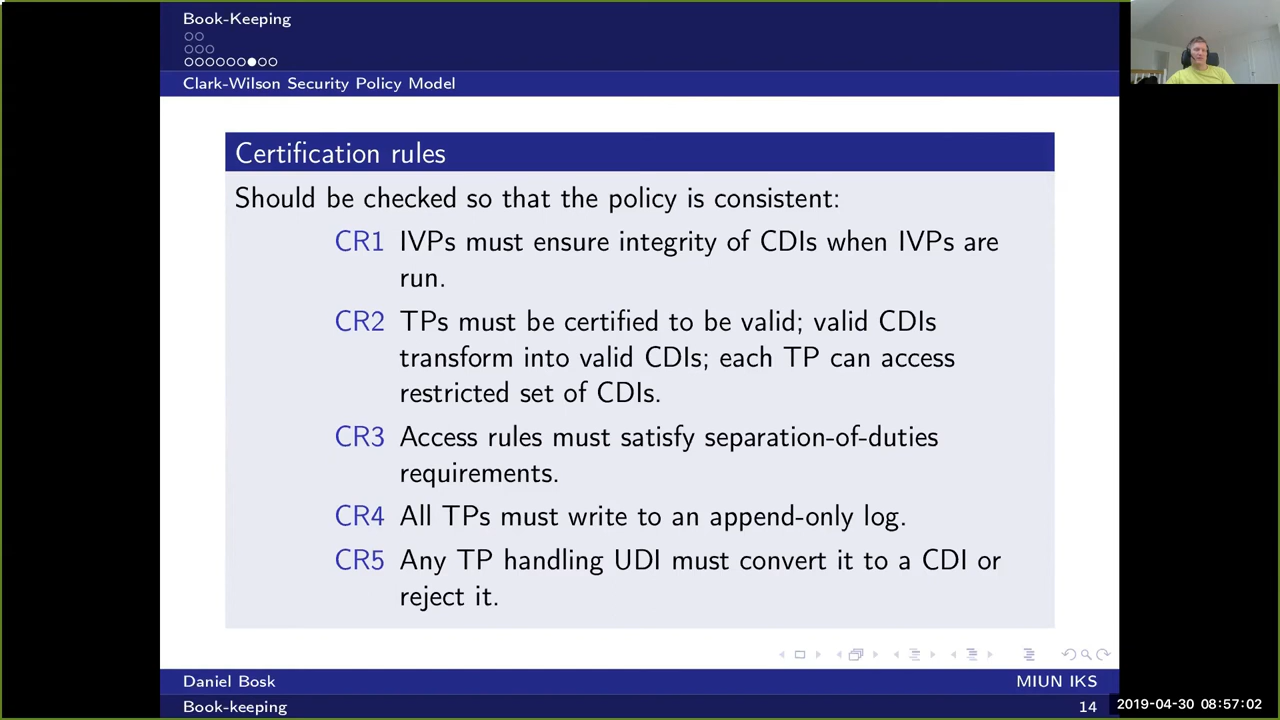 Book-Keeping
Clark-Wilson Security Policy Model
Certification rules
Should be checked so that the policy is consistent:
CR1 IVPs must ensure integrity of CDIs when IVPs are
run.
CR2 TPs must be certified to be valid; valid CDIs
transform into valid CDIs; each TP can access
restricted set of CDIs.
CR3 Access rules must satisfy separation-of-duties
requirements.
CR4 All TPs must write to an append-only log.
CR5 Any TP handling UDI must convert it to a CDI or
reject it.
Daniel Bosk MIUN IKS
Book-keeping 14
2019-04-30 08:57:02